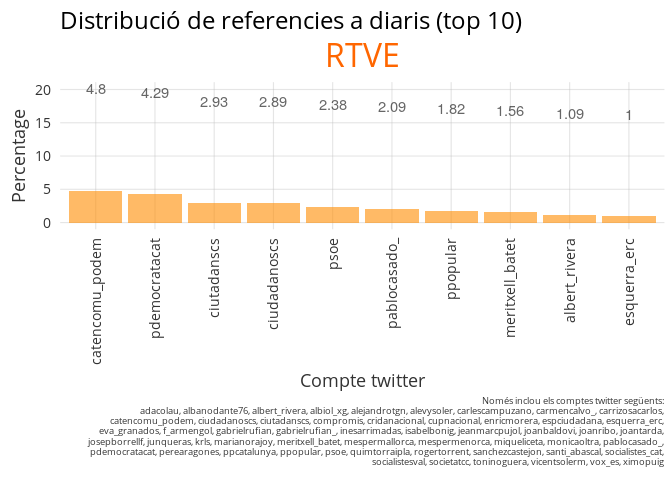 Distribució de referencies a diaris (top 10)
RTVE
Percentage
20
15
10
5
0
4.8
4.29
2.93
2.89
2.38
2.09
1.82
1.56
1.09
1
catencomu_podem
pdemocratacat
ciutadanscs
ciudadanoscs
psoe
pablocasado_
ppopular
meritxell_batet
albert_rivera
esquerra_erc
Compte twitter
Només inclou els comptes twitter següents:
adacolau, albanodante76, albert_rivera, albiol_xg, alejandrotgn, alevysoler, carlescampuzano, carmencalvo_, carrizosacarlos,
catencomu_podem, ciudadanoscs, ciutadanscs, compromis, cridanacional, cupnacional, enricmorera, espciudadana, esquerra_erc,
eva_granados, f_armengol, gabrielrufian, gabrielrufian_, inesarrimadas, isabelbonig, jeanmarcpujol, joanbaldovi, joanribo, joantarda,
josepborrellf, junqueras, krls, marianorajoy, meritxell_batet, mespermallorca, mespermenorca, miqueliceta, monicaoltra, pablocasado_,
pdemocratacat, perearagones, ppcatalunya, ppopular, psoe, quimtorraipla, rogertorrent, sanchezcastejon, santi_abascal, socialistes_cat,
socialistesval, societatcc, toninoguera, vicentsolerm, vox_es, ximopuig